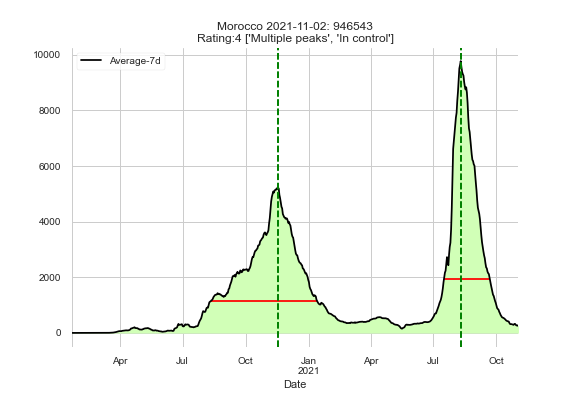 Morocco 2021-11-02: 946543
Rating:4 ['Multiple peaks', 'In control']
Average-7d
10000
8000
6000
4000
2000
0
Apr
Jul
Oct
Jan
2021
Apr
Jul
Oct
Date